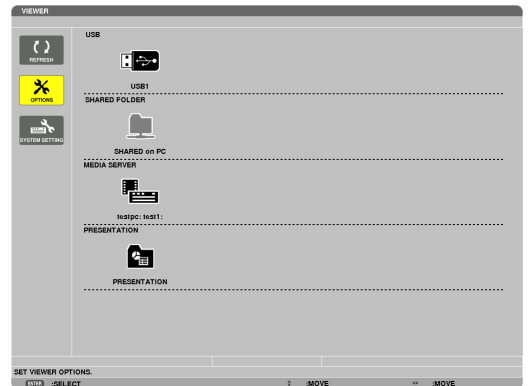 VIEWER
REFRESH
OPTIONS
SYSTEM SETTING
USB
USB1
SHARED FOLDER
SHARED on PC
MEDIA SERVER
testpc: test1:
PRESENTATION
PRESENTATION
SET VIEWER OPTIONS.
ENTER :SELECT :MOVE :MOVE